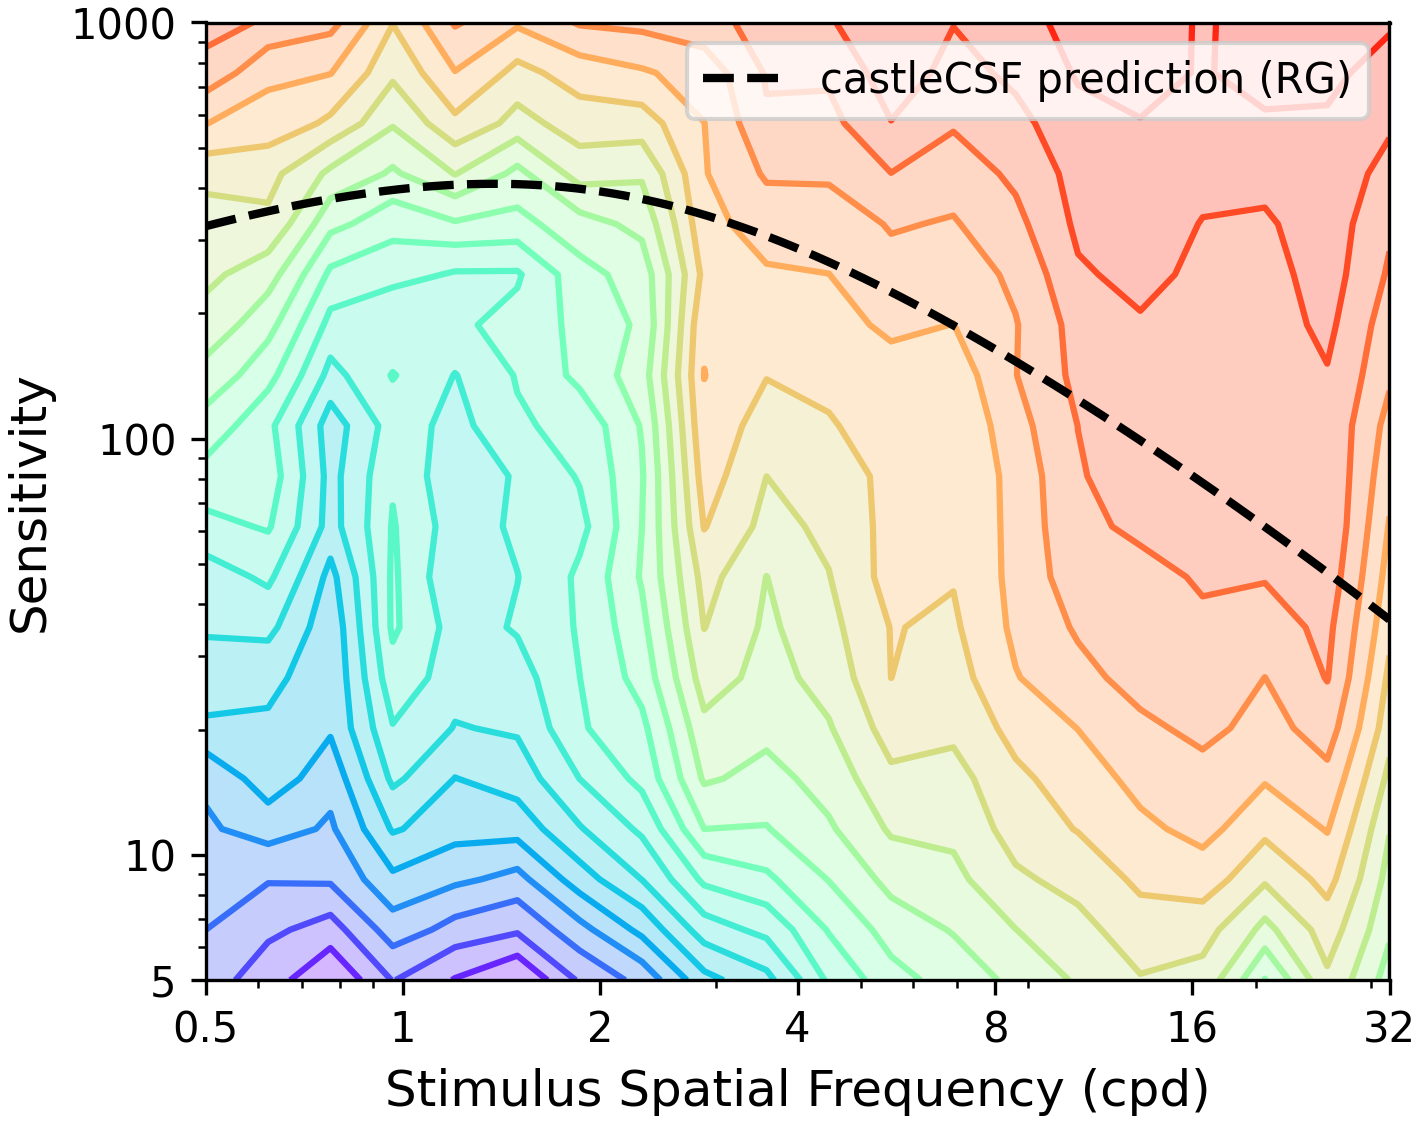 1000
castleCSF prediction (RG)
Sensitivity
100
10
5
0.5 1 2 4 8 16 32
Stimulus Spatial Frequency (cpd)